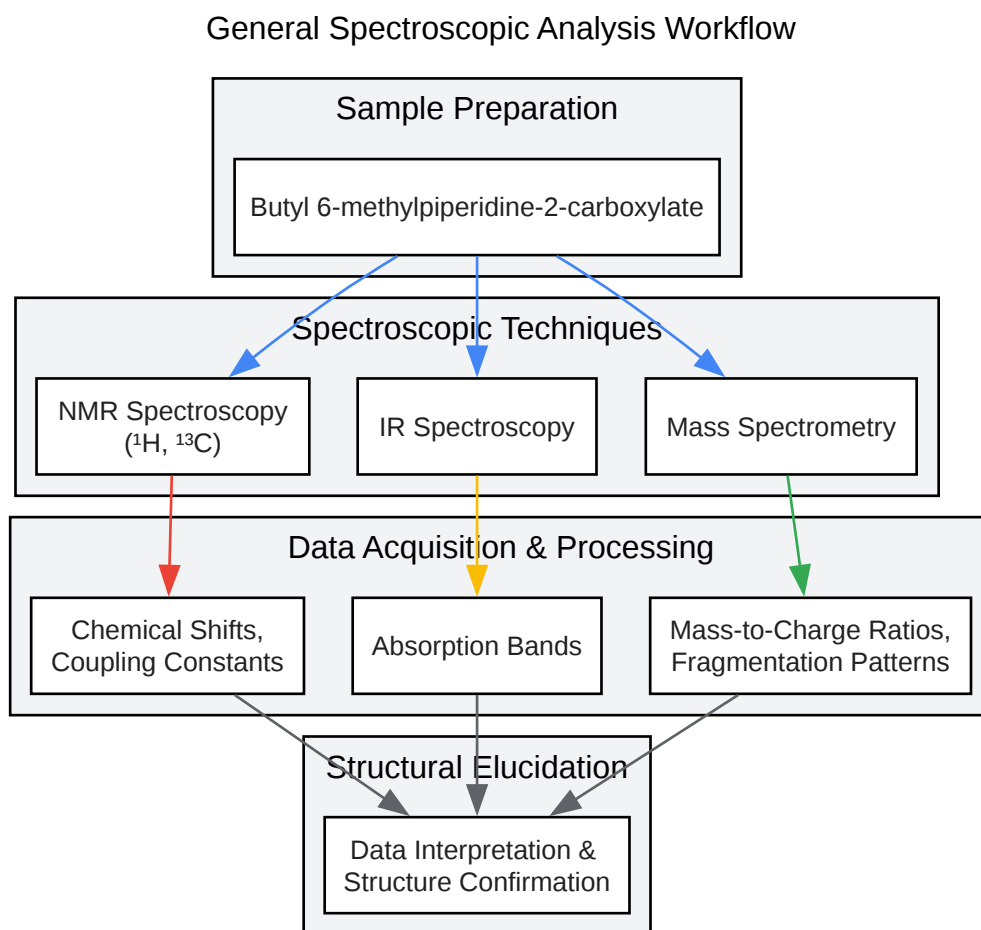 General Spectroscopic Analysis Workflow
Sample Preparation
Butyl 6-methylpiperidine-2-carboxylate
Spectroscopic Techniques
NMR Spectroscopy
(¹H, ¹³C)
IR Spectroscopy
Mass Spectrometry
Data Acquisition & Processing
Chemical Shifts,
Coupling Constants
Absorption Bands
Mass-to-Charge Ratios,
Fragmentation Patterns
Structural Elucidation
Data Interpretation &
Structure Confirmation